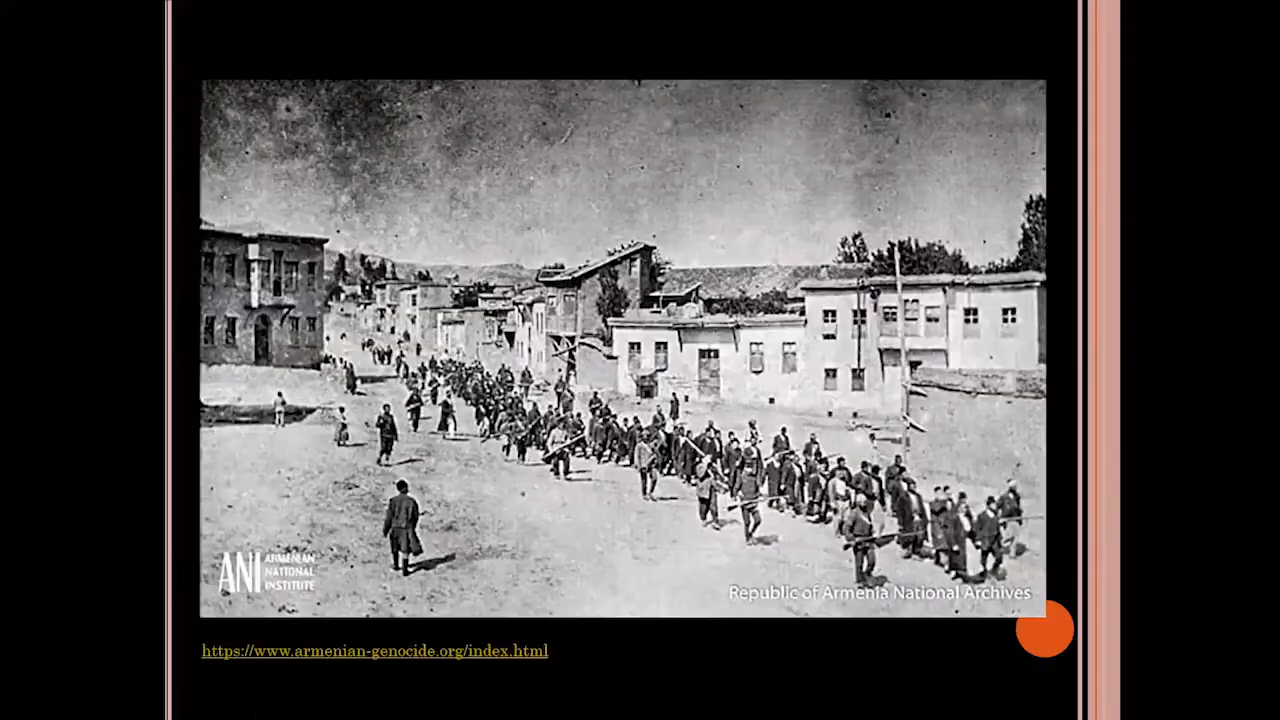 ANI
ARMENIAN
NATIONAL
INSTITUTE
Republic of Armenia National Archives
https://www.armenian-genocide.org/index.html